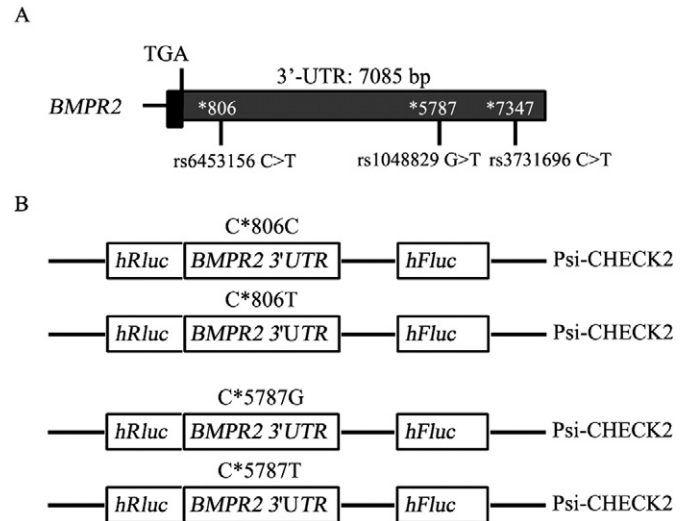 A
TGA
3’-UTR: 7085 bp
BMPR2
*806 *5787 *7347
rs6453156 C>T rs1048829 G>T rs3731696 C>T
B
C*806C
hRluc BMPR2 3'UTR hFluc Psi-CHECK2
C*806T
hRluc BMPR2 3'UTR hFluc Psi-CHECK2
C*5787G
hRluc BMPR2 3'UTR hFluc Psi-CHECK2
C*5787T
hRluc BMPR2 3'UTR hFluc Psi-CHECK2